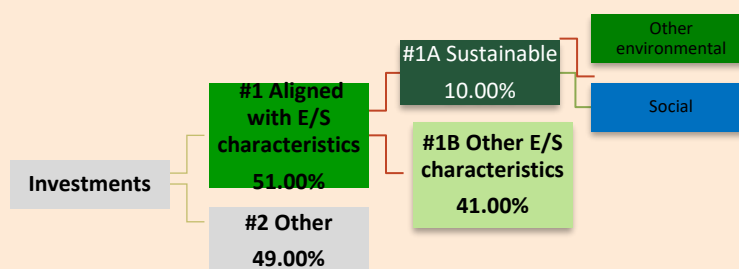 Investments
#1 Aligned
with E/S
characteristics
51.00%
#2 Other
49.00%
#1A Sustainable
10.00%
#1B Other E/S
characteristics
41.00%
Other
environmental
Social